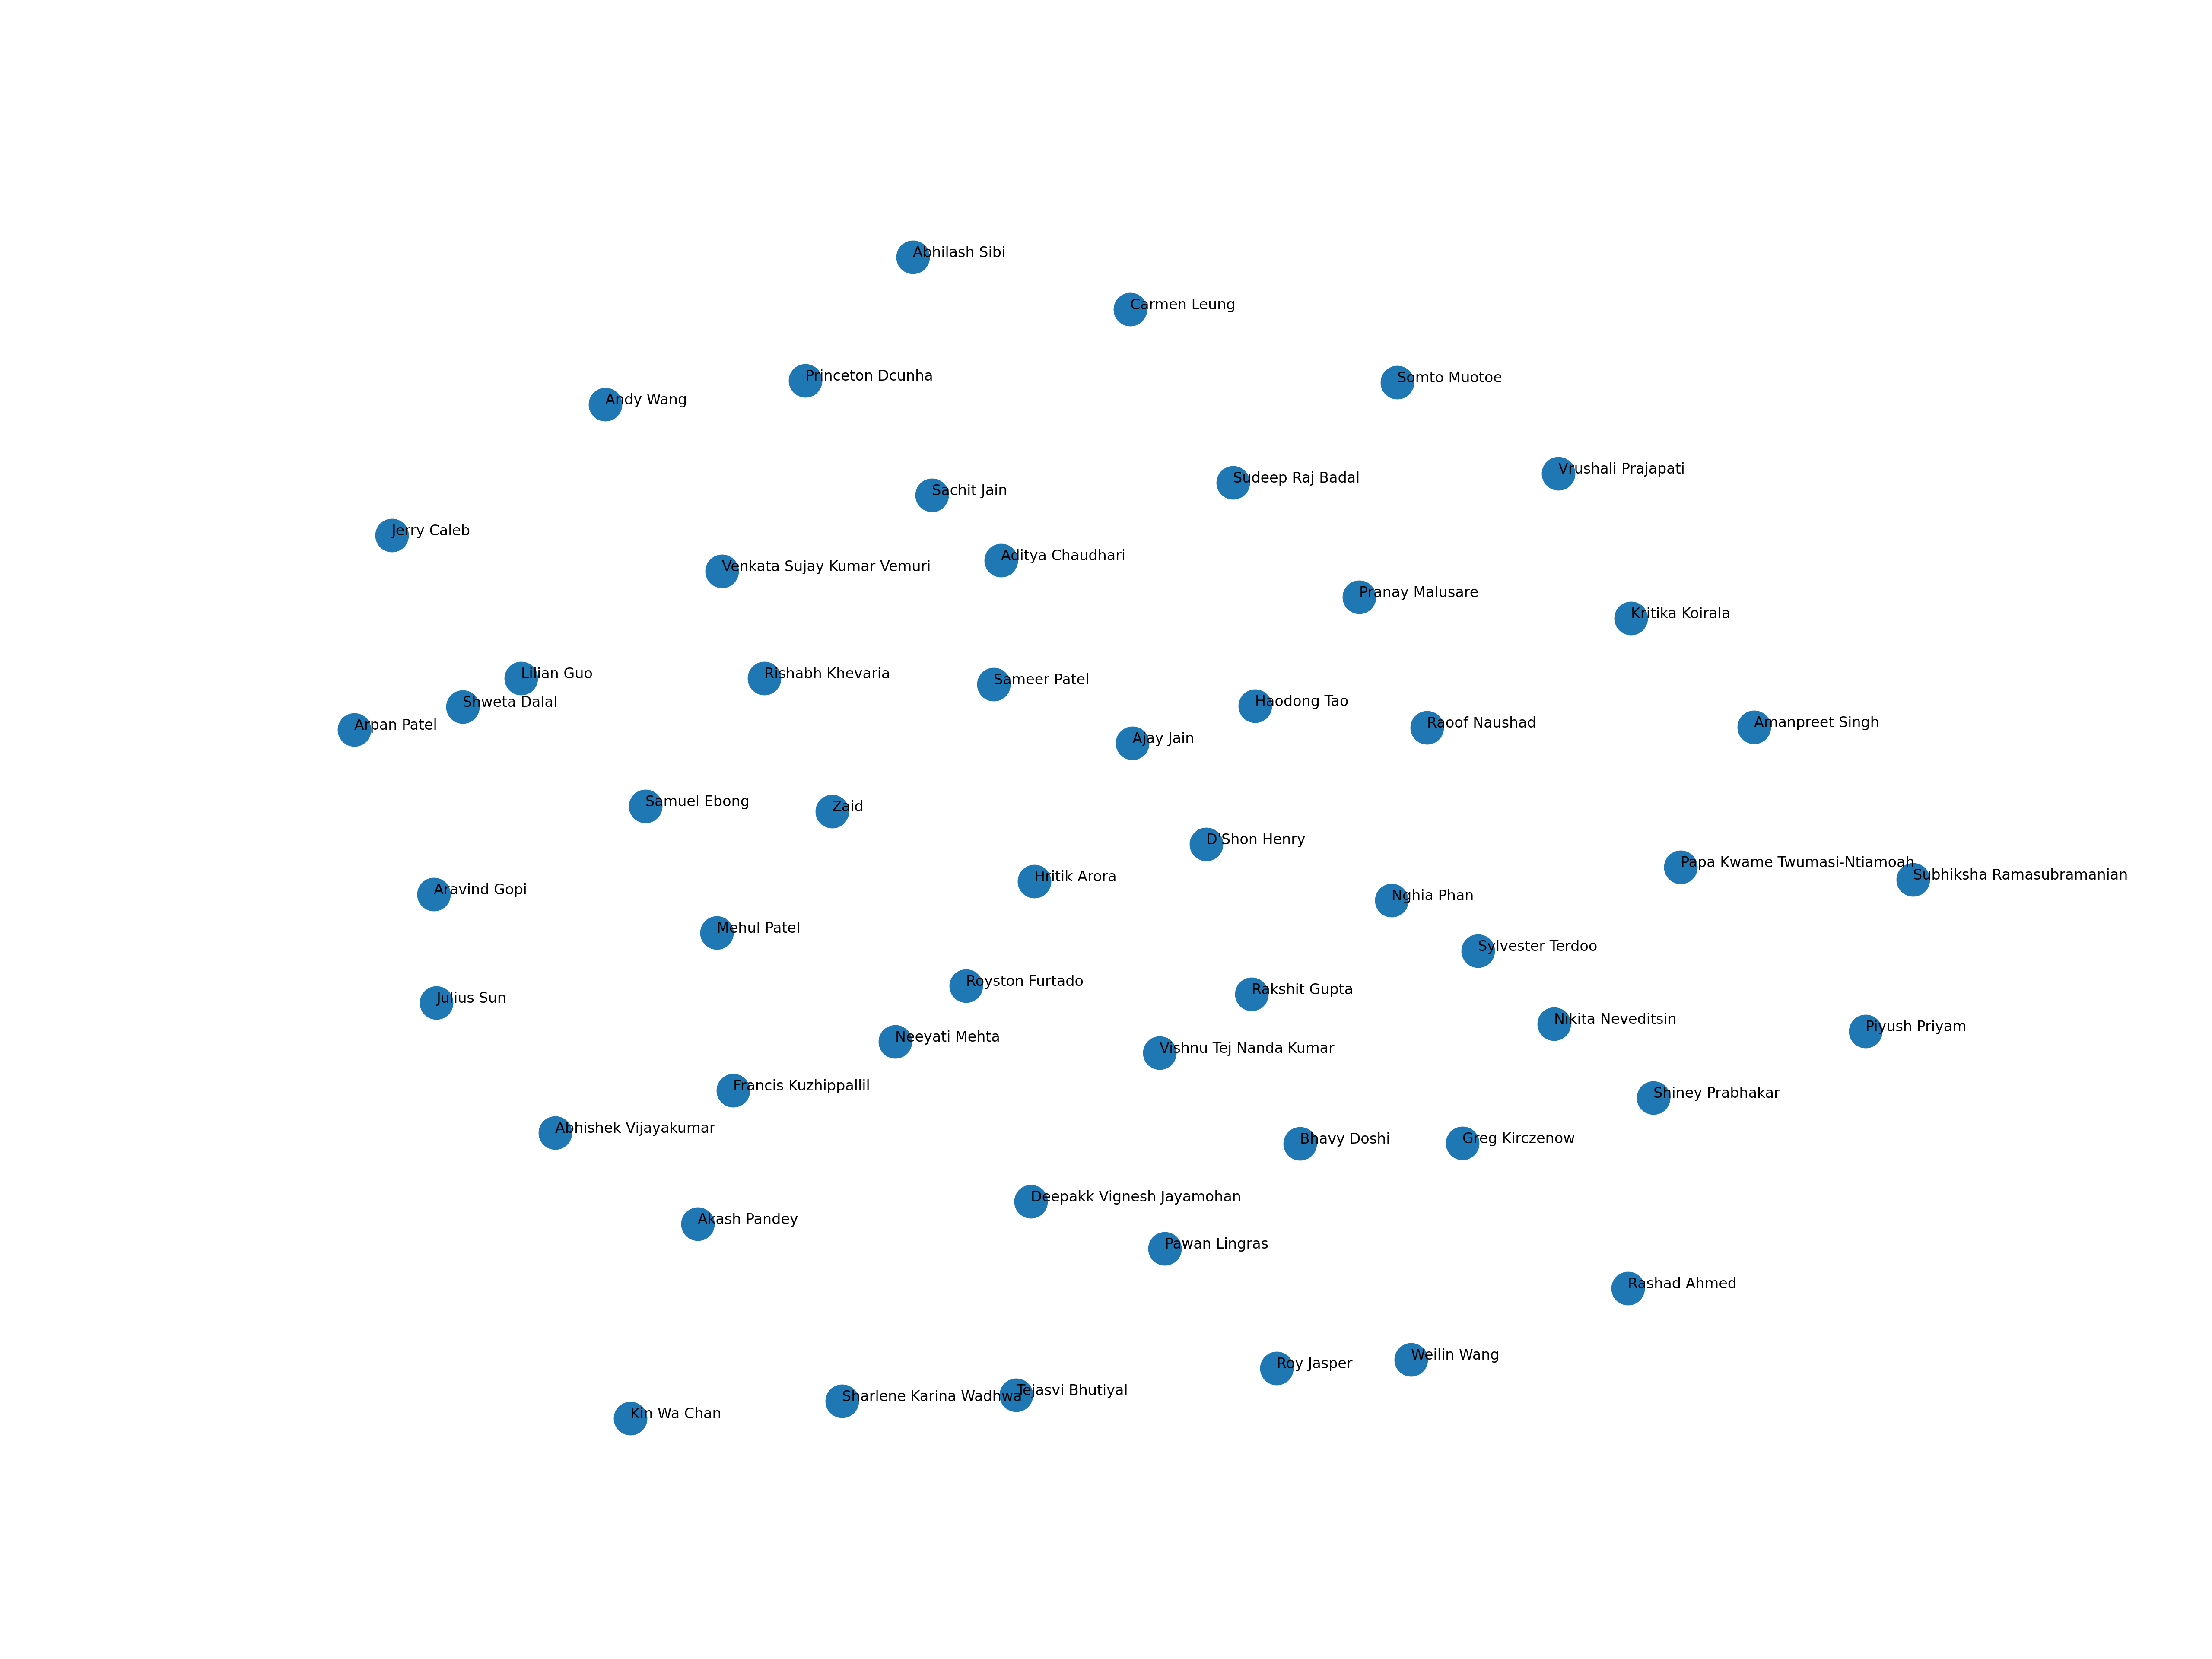 Abhilash Sibi
Carmen Leung
Princeton Dcunha
Somto Muotoe
Andy Wang
Vrushali Prajapati
Sudeep Raj Badal
Sachit Jain
Jerry Caleb
Aditya Chaudhari
Venkata Sujay Kumar Vemuri
Pranay Malusare
Kritika Koirala
Lilian Guo
Rishabh Khevaria
Sameer Patel
Shweta Dalal
Haodong Tao
Arpan Patel
Raoof Naushad
Amanpreet Singh
Ajay Jain
Samuel Ebong
Zaid
D'Shon Henry
Papa Kwame Twumasi-Ntiamoah
Subhiksha Ramasubramanian
Hritik Arora
Aravind Gopi
Nghia Phan
Mehul Patel
Sylvester Terdoo
Royston Furtado
Rakshit Gupta
Julius Sun
Nikita Neveditsin
Piyush Priyam
Neeyati Mehta
Vishnu Tej Nanda Kumar
Francis Kuzhippallil
Shiney Prabhakar
Abhishek Vijayakumar
Bhavy Doshi
Greg Kirczenow
Deepakk Vignesh Jayamohan
Akash Pandey
Pawan Lingras
Rashad Ahmed
Weilin Wang
Roy Jasper
Tejasvi Bhutiyal
Sharlene Karina Wadhwa
Kin Wa Chan